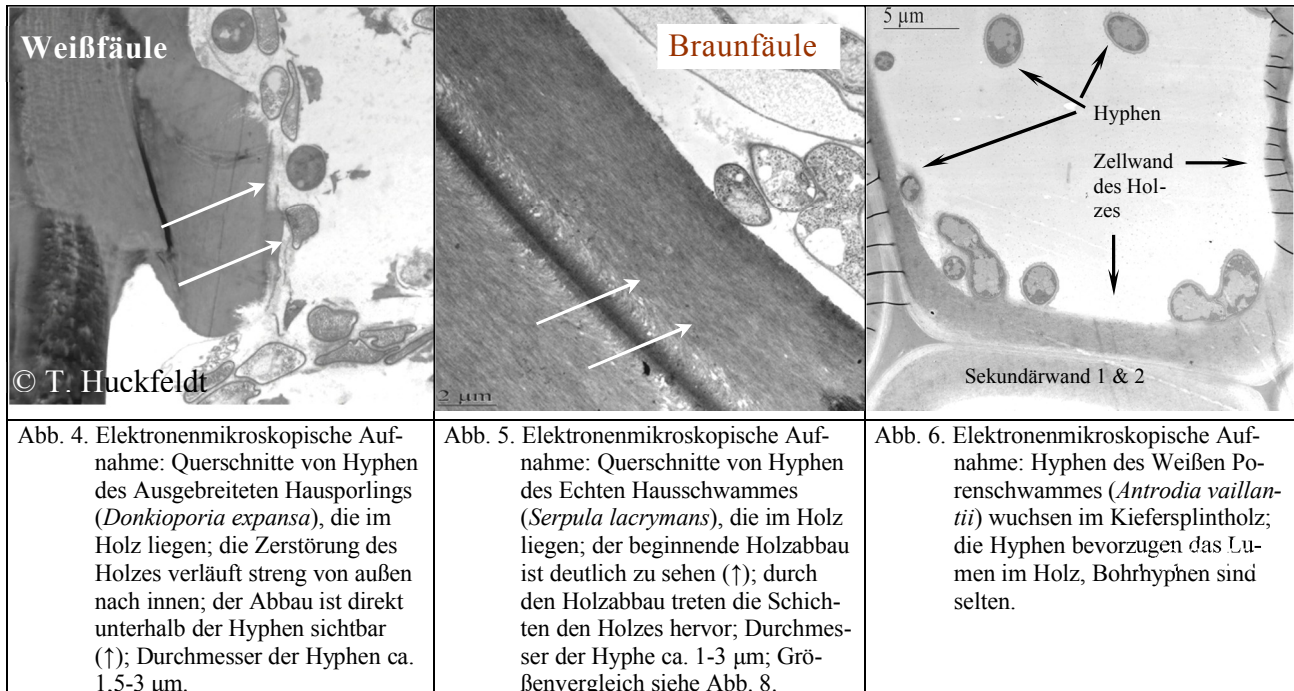 Weißfäule
© T. Huckfeldt
Braunfäule
2 µm
5 µm
Hyphen
Zellwand
des Hol-
zes
Sekundärwand 1 & 2
Abb. 4. Elektronenmikroskopische Auf-
nahme: Querschnitte von Hyphen
des Ausgebreiteten Hausporlings
(Donkioporia expansa), die im
Holz liegen; die Zerstörung des
Holzes verläuft streng von außen
nach innen; der Abbau ist direkt
unterhalb der Hyphen sichtbar
(↑); Durchmesser der Hyphen ca.
1,5-3 µm.
Abb. 5. Elektronenmikroskopische Auf-
nahme: Querschnitte von Hyphen
des Echten Hausschwammes
(Serpula lacrymans), die im Holz
liegen; der beginnende Holzabbau
ist deutlich zu sehen (↑); durch
den Holzabbau treten die Schich-
ten den Holzes hervor; Durchmes-
ser der Hyphe ca. 1-3 µm; Grö-
ßenvergleich siehe Abb. 8.
Abb. 6. Elektronenmikroskopische Auf-
nahme: Hyphen des Weißen Po-
renschwammes (Antrodia vaillan-
tii) wuchsen im Kiefersplintholz;
die Hyphen bevorzugen das Lu-
men im Holz, Bohrhyphen sind
selten.